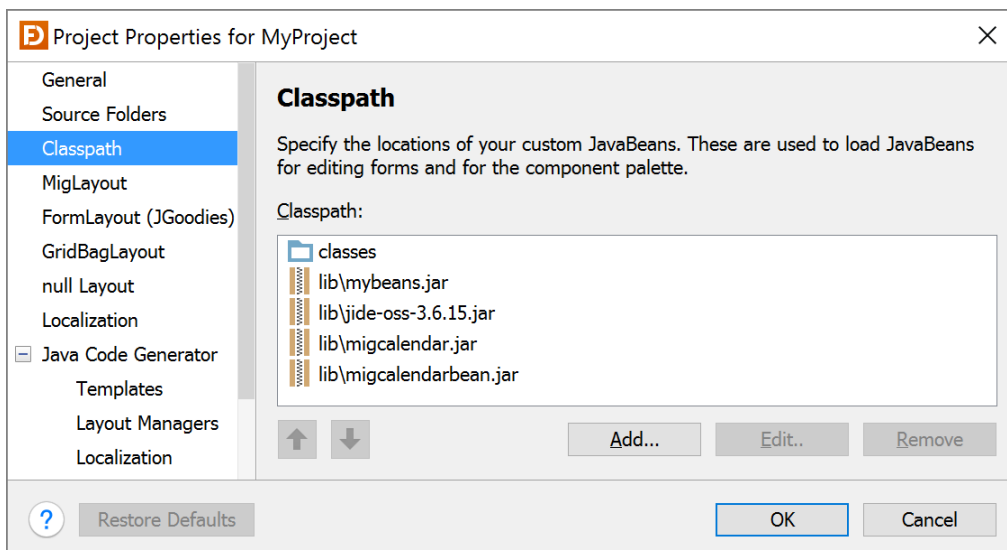 Project Properties for MyProject
General
Source Folders
Classpath
MigLayout
FormLayout (JGoodies)
GridBagLayout
null Layout
Localization
Java Code Generator
Templates
Layout Managers
Localization
Classpath
Specify the locations of your custom JavaBeans. These are used to load JavaBeans
for editing forms and for the component palette.
Classpath:
classes
lib\mybeans.jar
lib\jide-oss-3.6.15.jar
lib\migcalendar.jar
lib\migcalendarbean.jar
Add...
Edit..
Remove
?
Restore Defaults
OK
Cancel